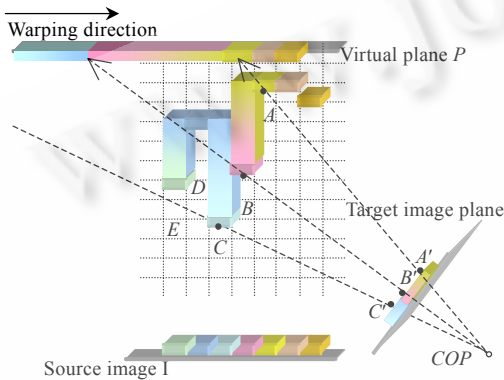 Warping direction
Virtual plane P
A
D
B
E
C
Target image plane
A'
B'
C'
COP
Source image I